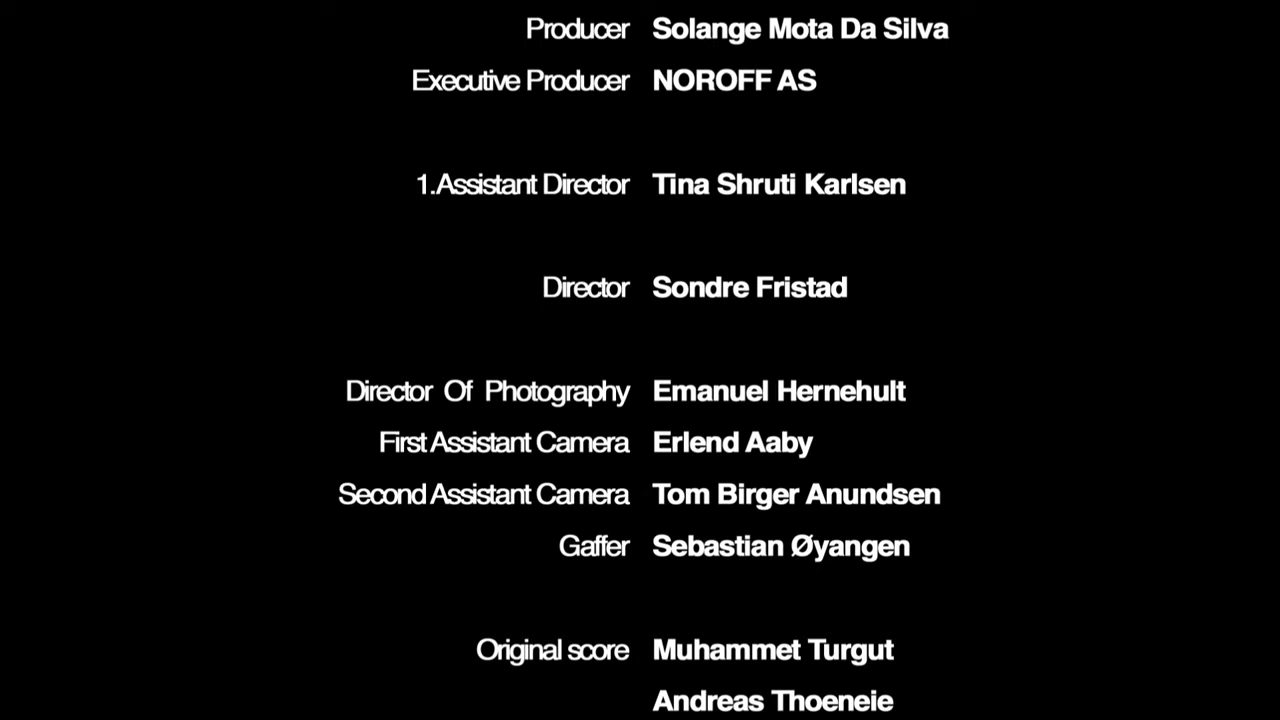 Producer Solange Mota Da Silva
Executive Producer NOROFF AS
1.Assistant Director Tina Shruti Karlsen
Director Sondre Fristad
Director Of Photography Emanuel Hernehult
First Assistant Camera Erlend Aaby
Second Assistant Camera Tom Birger Anundsen
Gaffer Sebastian Øyangen
Original score Muhammet Turgut
Andreas Thoeneie